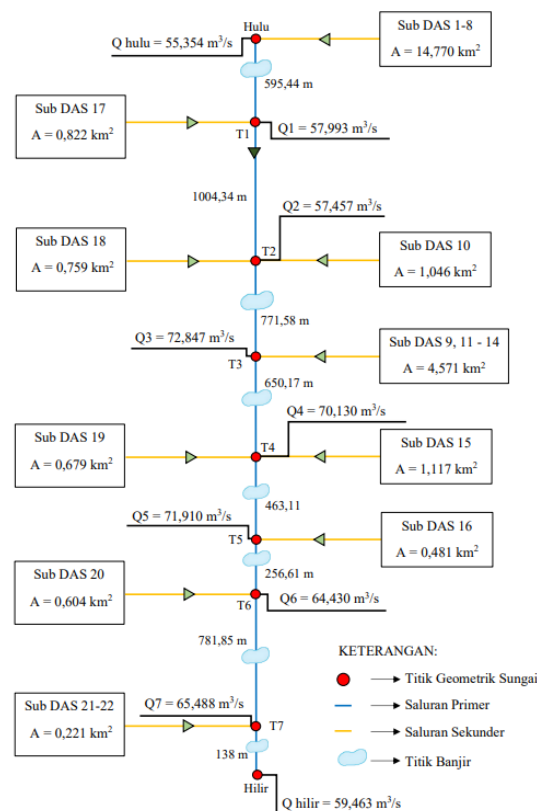 Hulu
Q hulu = 55,354 m³/s
Sub DAS 1-8
A = 14,770 km²
595,44 m
Sub DAS 17
A = 0,822 km²
T1
Q1 = 57,993 m³/s
1004,34 m
Q2 = 57,457 m³/s
Sub DAS 18
A = 0,759 km²
T2
Sub DAS 10
A = 1,046 km²
771,58 m
Q3 = 72,847 m³/s
T3
Sub DAS 9, 11 - 14
A = 4,571 km²
650,17 m
Q4 = 70,130 m³/s
Sub DAS 19
A = 0,679 km²
T4
Sub DAS 15
A = 1,117 km²
463,11
Q5 = 71,910 m³/s
T5
Sub DAS 16
A = 0,481 km²
256,61 m
Sub DAS 20
A = 0,604 km²
T6
Q6 = 64,430 m³/s
781,85 m
KETERANGAN:
Titik Geometrik Sungai
Saluran Primer
Saluran Sekunder
Titik Banjir
Sub DAS 21-22
A = 0,221 km²
Q7 = 65,488 m³/s
T7
138 m
Hilir
Q hilir = 59,463 m³/s